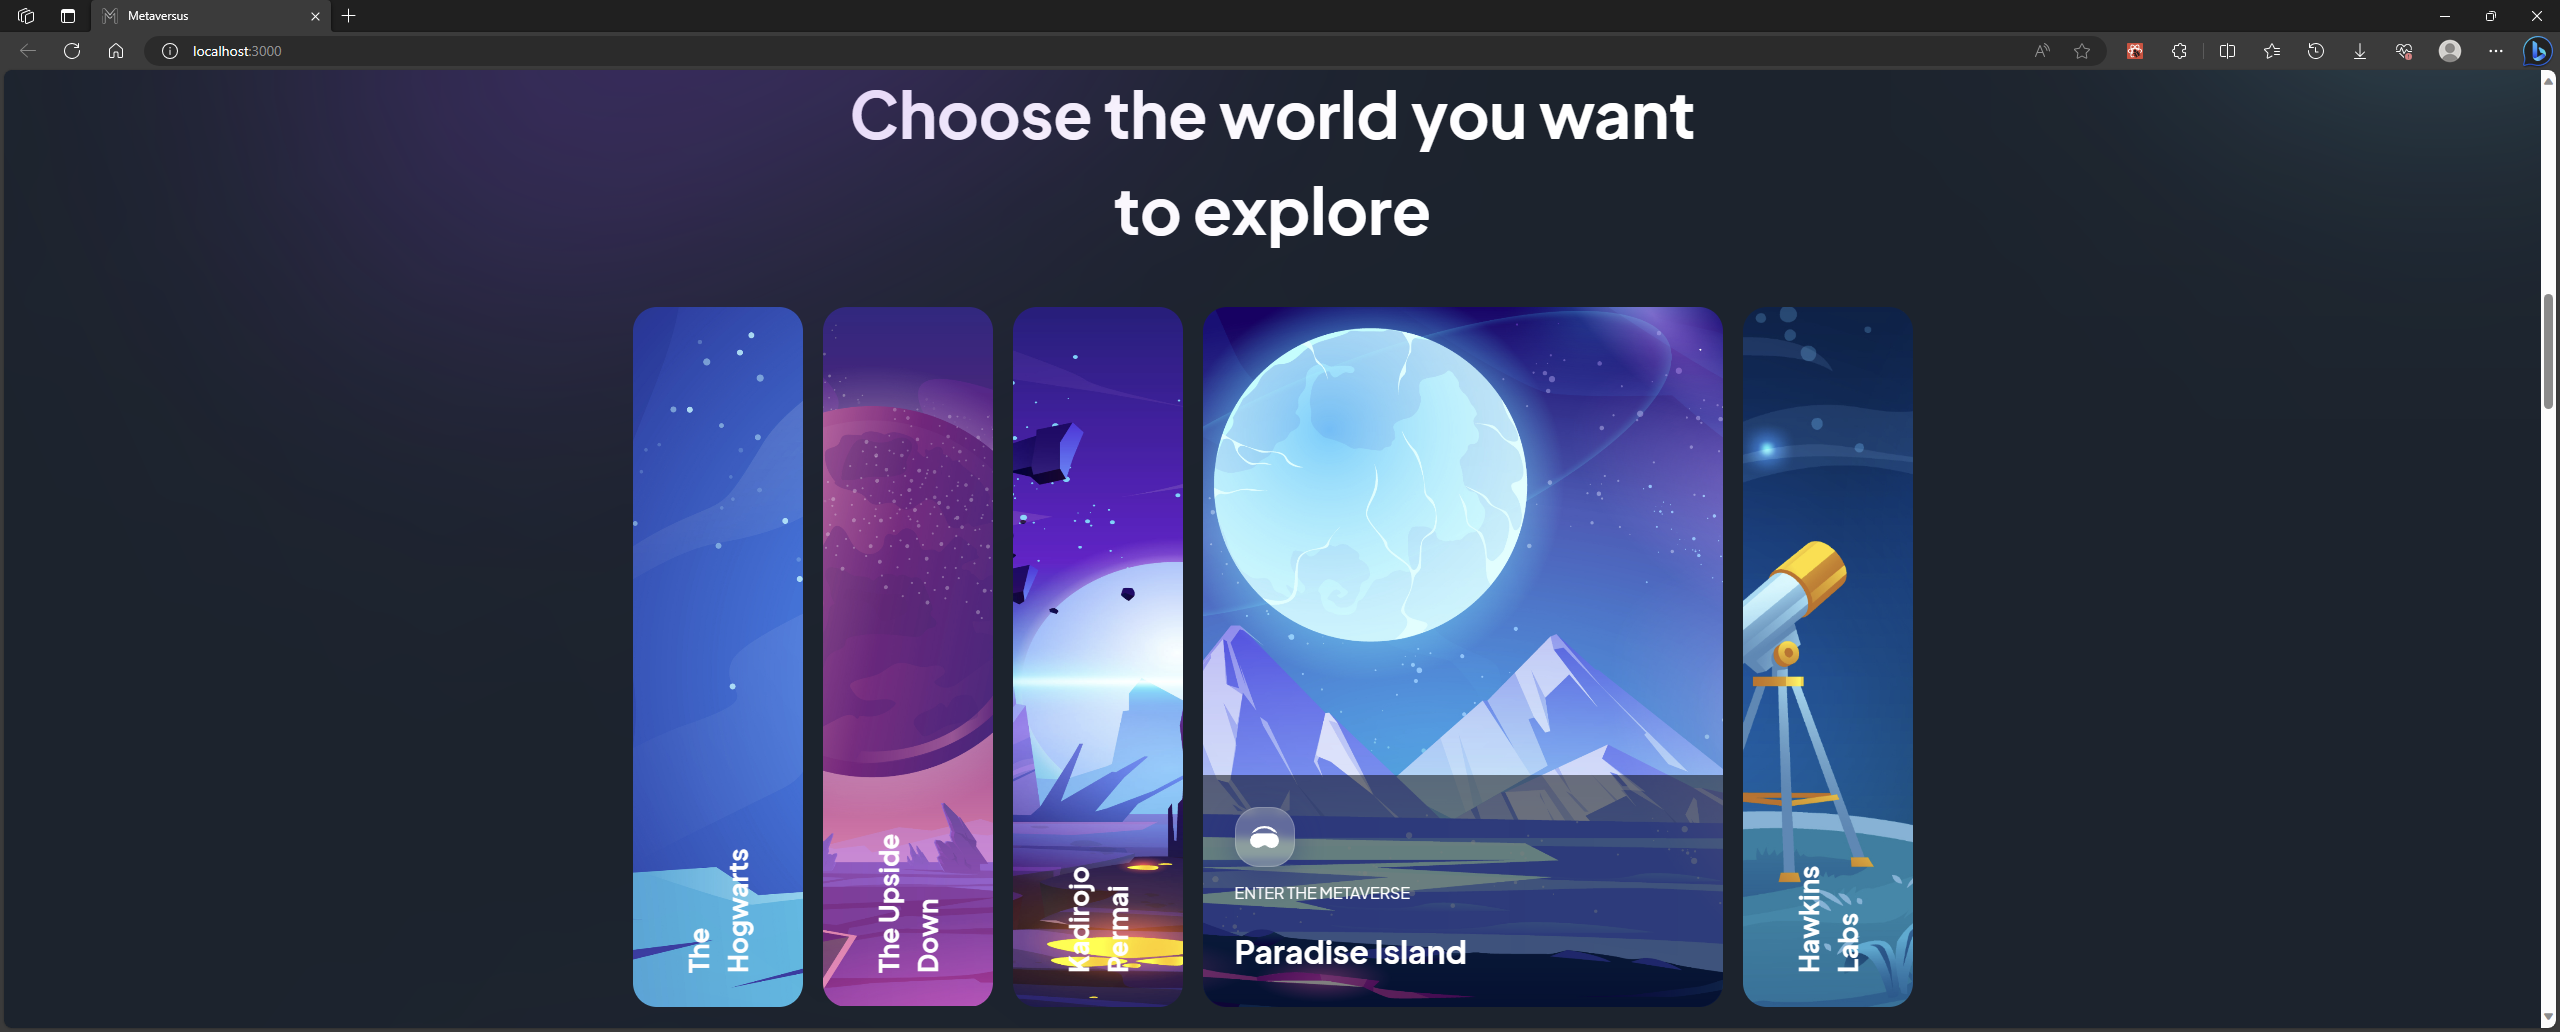 Metaversus
localhost:3000
Choose the world you want
to explore
The
Hogwarts
The Upside
Down
Kadirojo
Permai
ENTER THE METAVERSE
Paradise Island
Hawkins
Labs